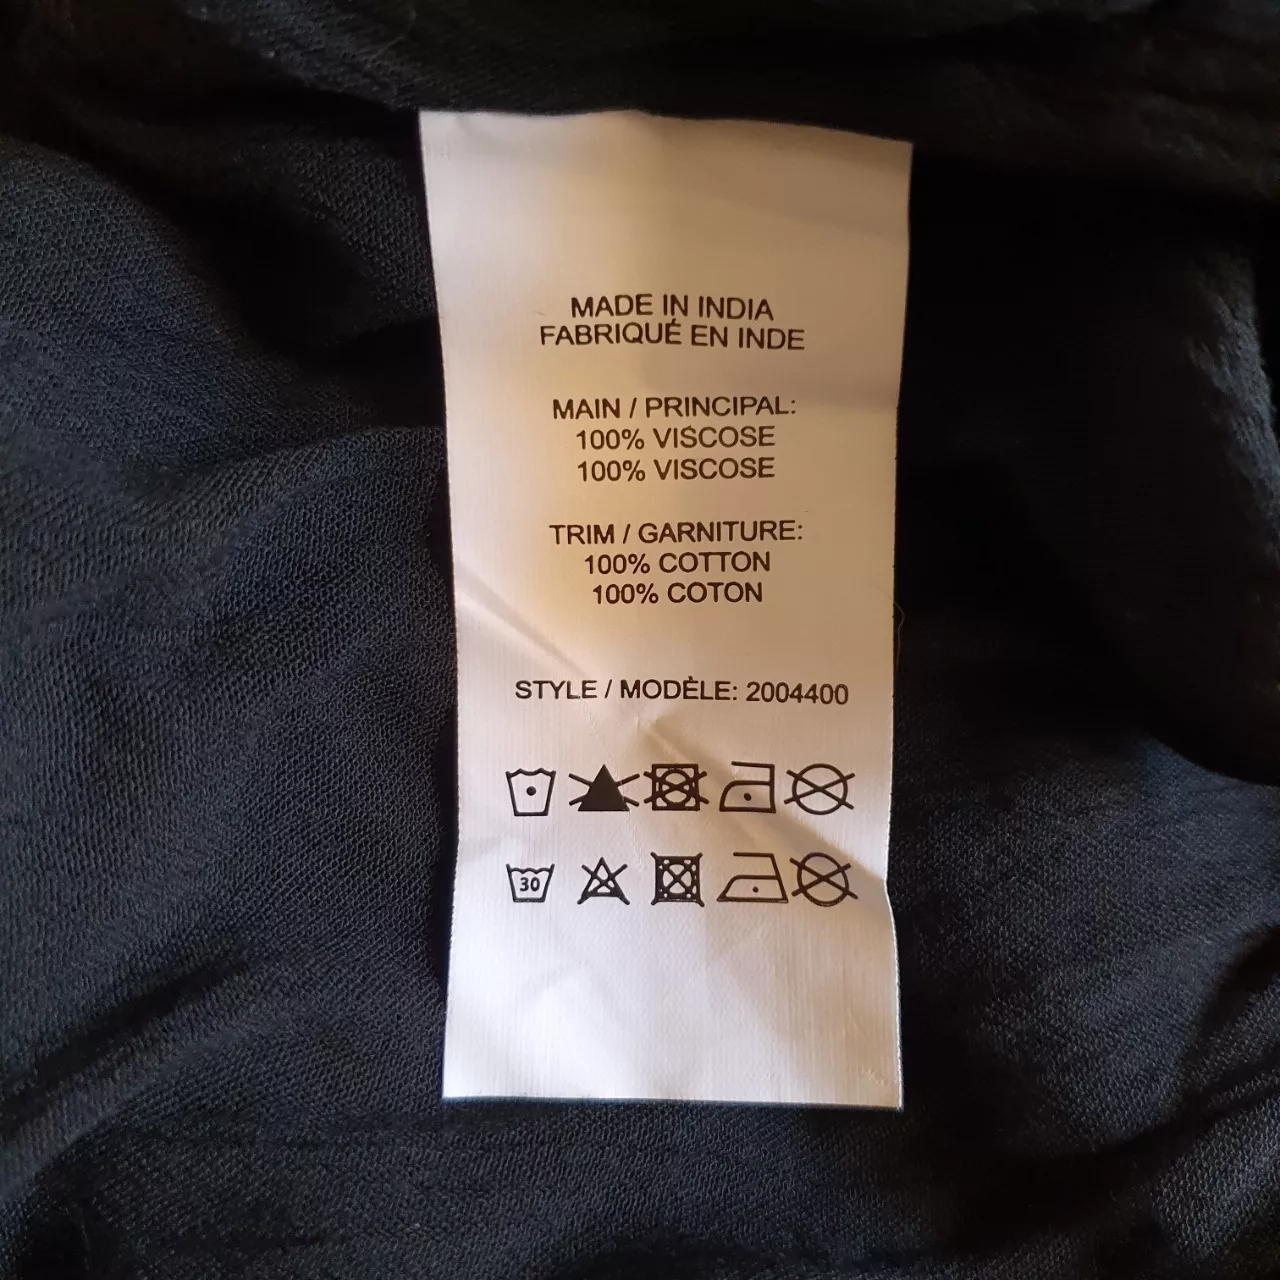 MADE IN INDIA
FABRIQUÉ EN INDE
MAIN / PRINCIPAL:
100% VISCOSE
100% VISCOSE
TRIM / GARNITURE:
100% COTTON
100% COTON
STYLE / MODÈLE: 2004400
30